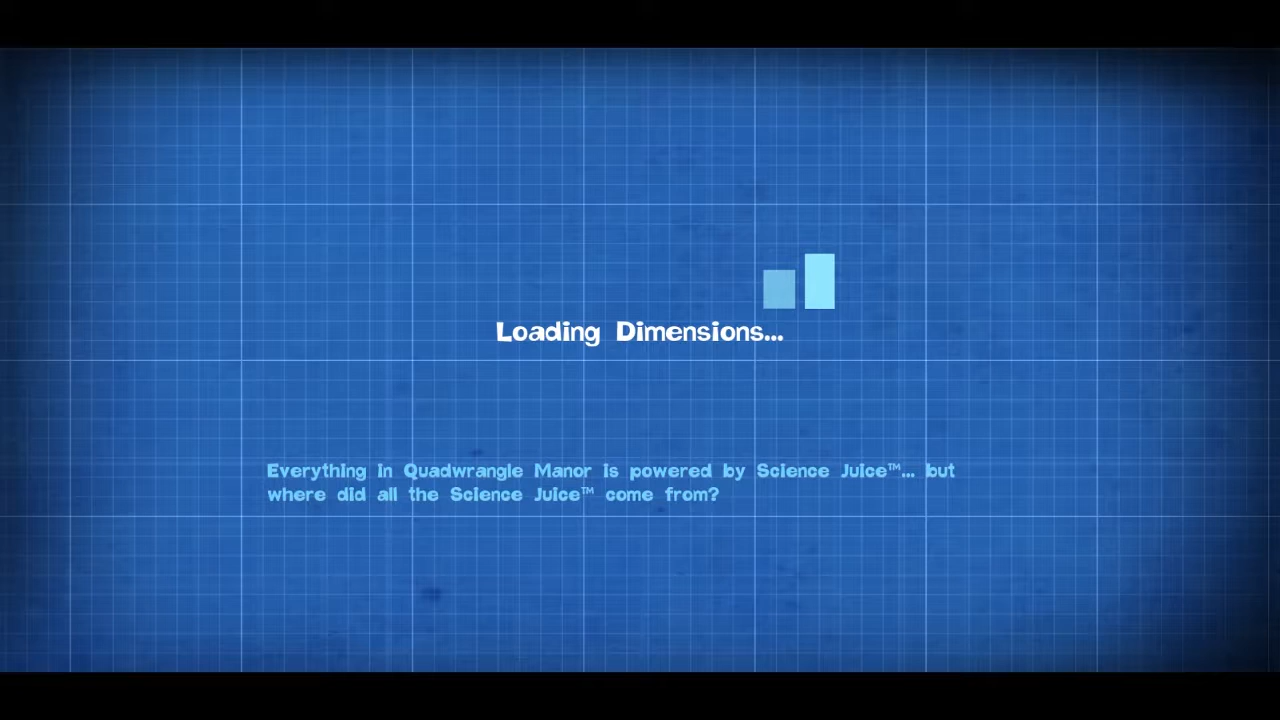 Loading Dimensions...
Everything in Quadwrangle Manor is powered by Science Juice™... but
where did all the Science Juice™ come from?